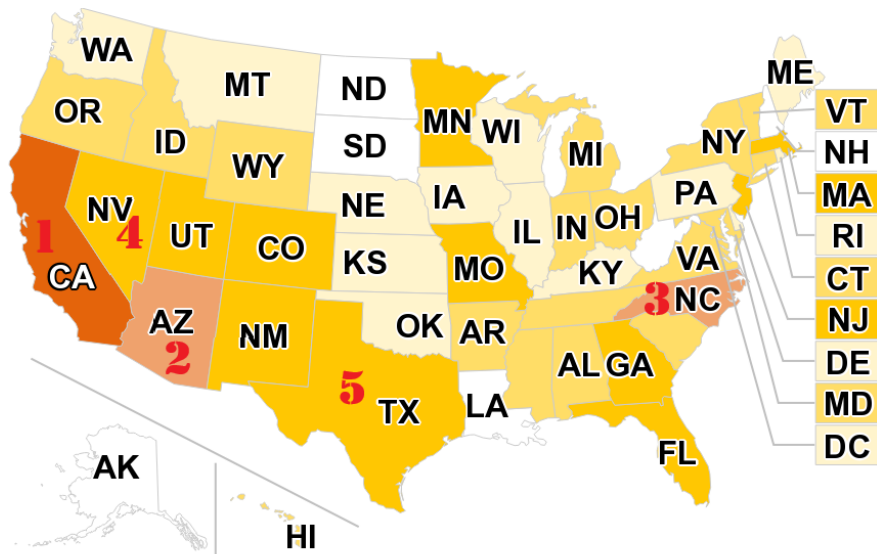 WA
MT
ND
ME
OR
MN
VT
ID
SD
WI
NY
NH
WY
MI
MA
NV
NE
IA
PA
RI
1
4
UT
CO
KS
IL
IN
OH
VA
CT
CA
MO
KY
AZ
NM
OK
AR
3 NC
NJ
2
5
TX
LA
AL
GA
DE
MD
FL
DC
AK
HI